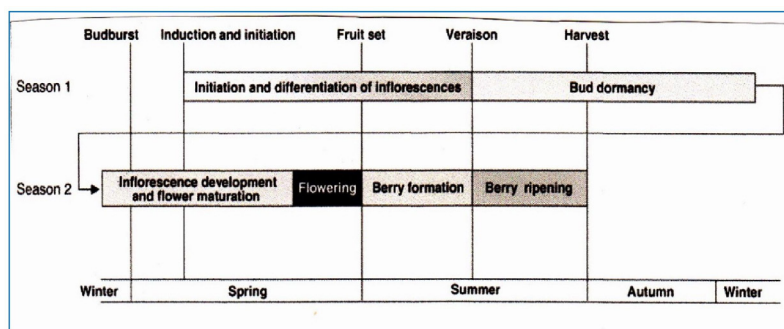 Budburst Induction and initiation Fruit set Veraison Harvest
Season 1 Initiation and differentiation of inflorescences Bud dormancy
Season 2 Inflorescence development
and flower maturation Flowering Berry formation Berry ripening
Winter Spring Summer Autumn Winter